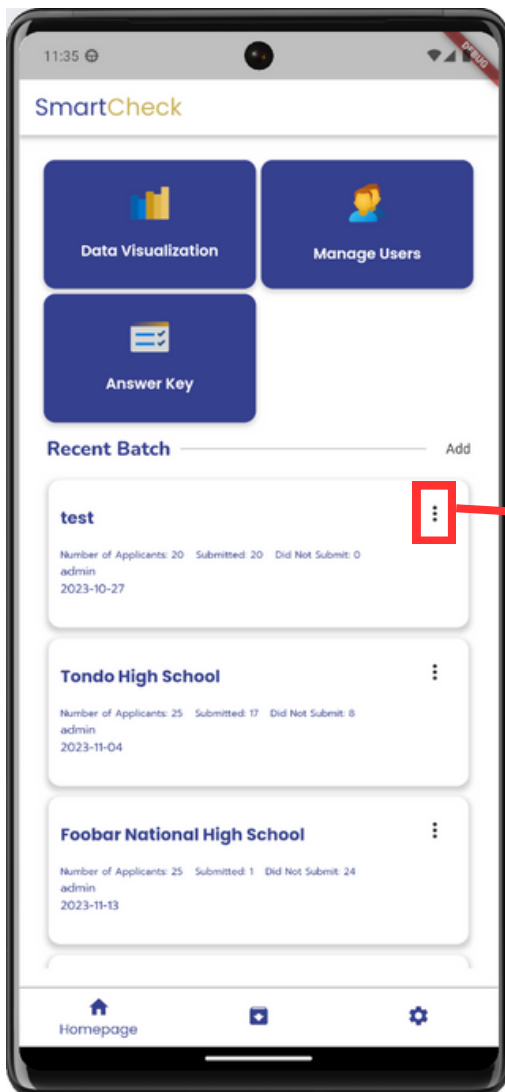 11:35
DEBUG
SmartCheck
Data Visualization
Manage Users
Answer Key
Recent Batch
Add
test
Number of Applicants: 20 Submitted: 20 Did Not Submit: 0
admin
2023-10-27
Tondo High School
Number of Applicants: 25 Submitted: 17 Did Not Submit: 8
admin
2023-11-04
Foobar National High School
Number of Applicants: 25 Submitted: 1 Did Not Submit: 24
admin
2023-11-13
Homepage